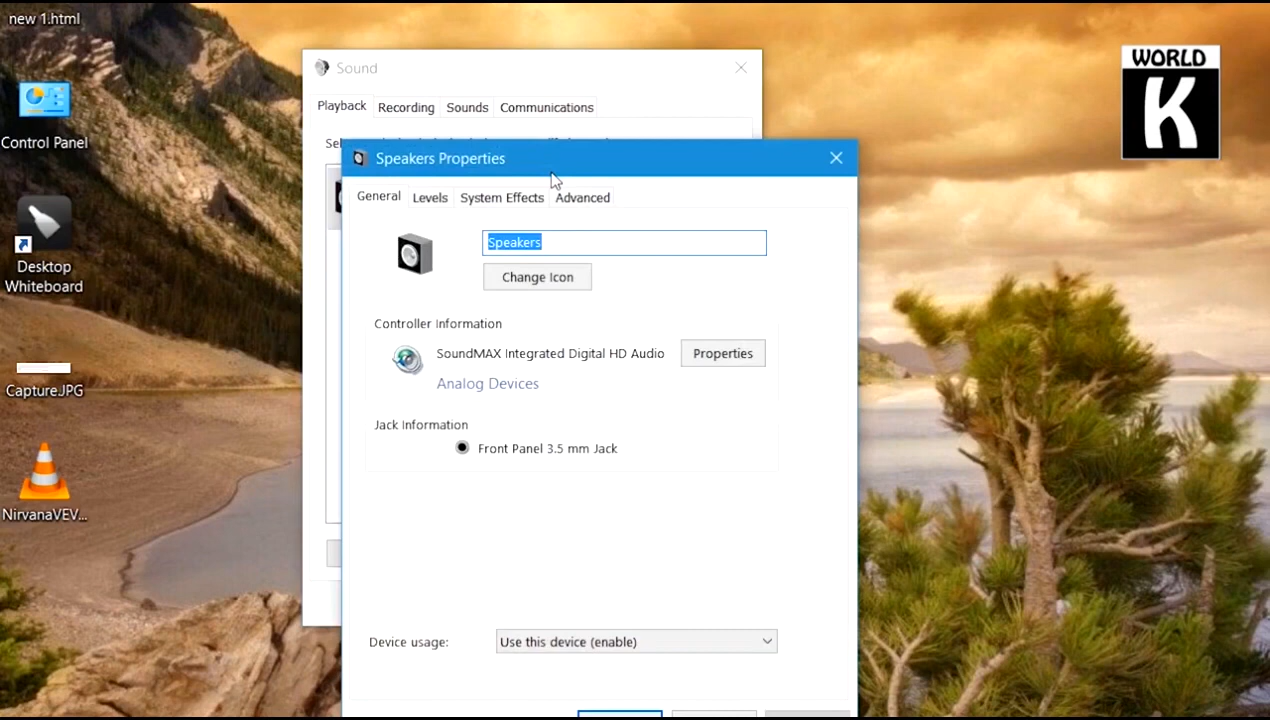 new 1.html
Control Panel
Desktop
Whiteboard
Capture.JPG
NirvanaVEV...
Sound
Playback
Recording
Sounds
Communications
Speakers Properties
General
Levels
System Effects
Advanced
Speakers
Change Icon
Controller Information
SoundMAX Integrated Digital HD Audio
Properties
Analog Devices
Jack Information
Front Panel 3.5 mm Jack
Device usage:
Use this device (enable)
WORLD
K